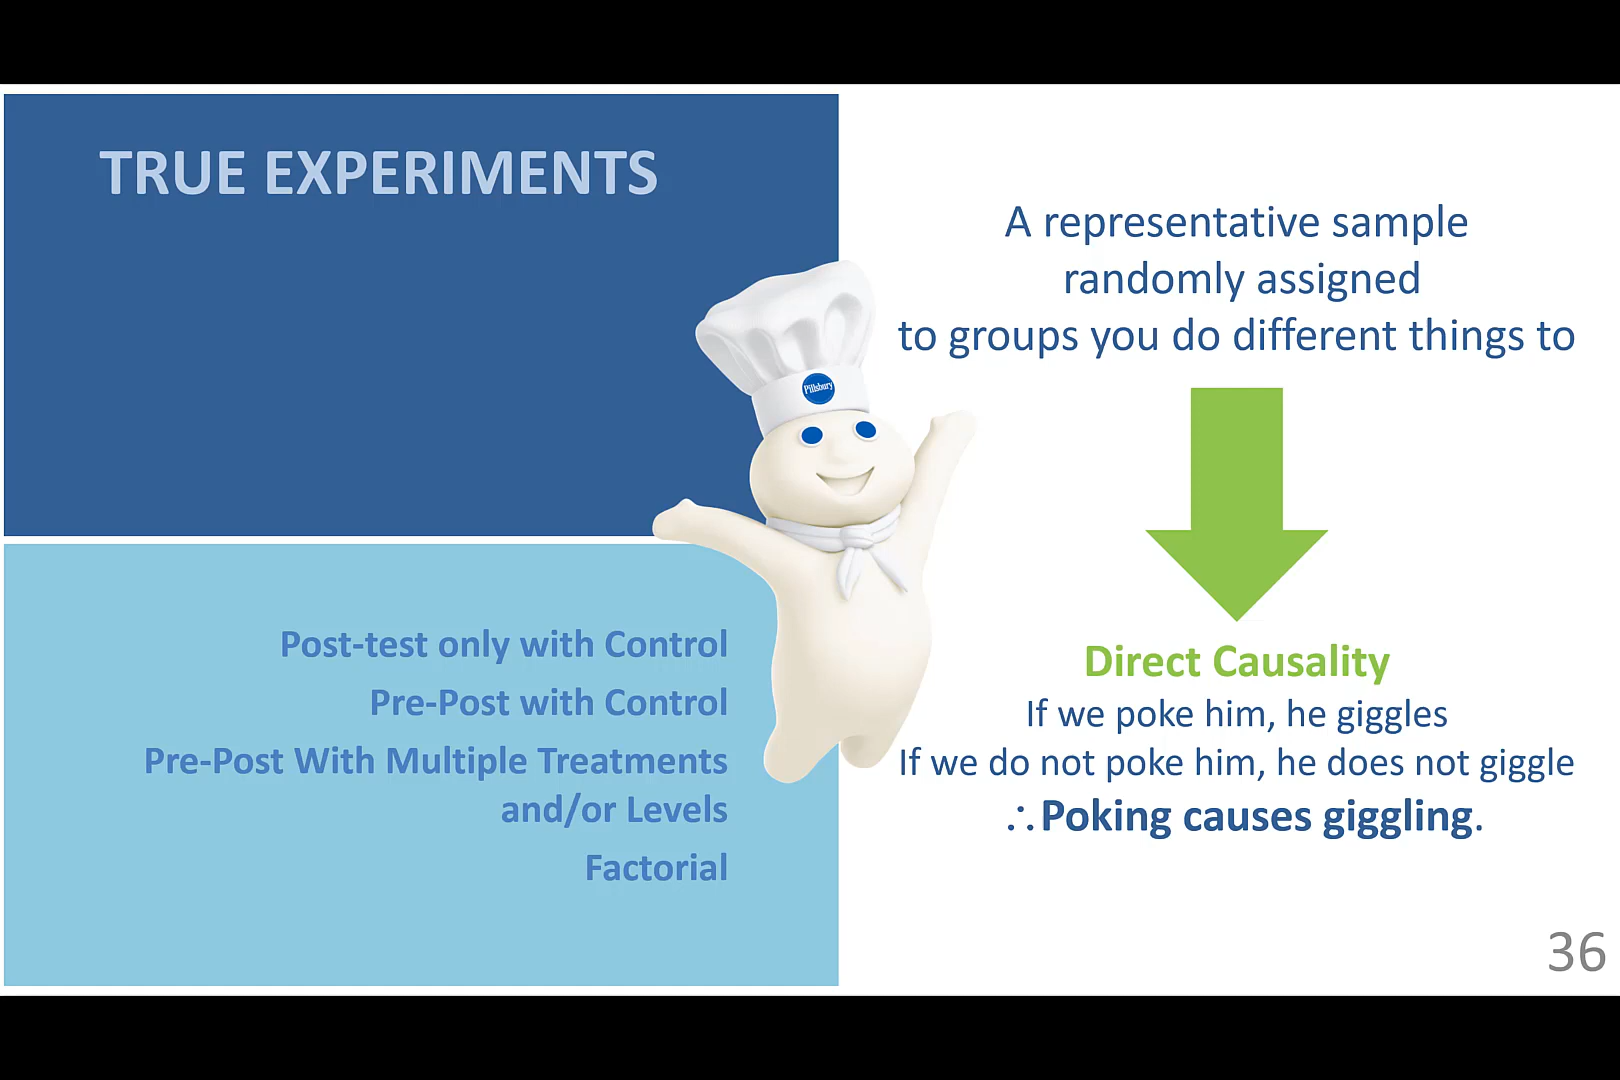 TRUE EXPERIMENTS
Post-test only with Control
Pre-Post with Control
Pre-Post With Multiple Treatments
and/or Levels
Factorial
Pillsbury
A representative sample
randomly assigned
to groups you do different things to
Direct Causality
If we poke him, he giggles
If we do not poke him, he does not giggle
∴Poking causes giggling.
36